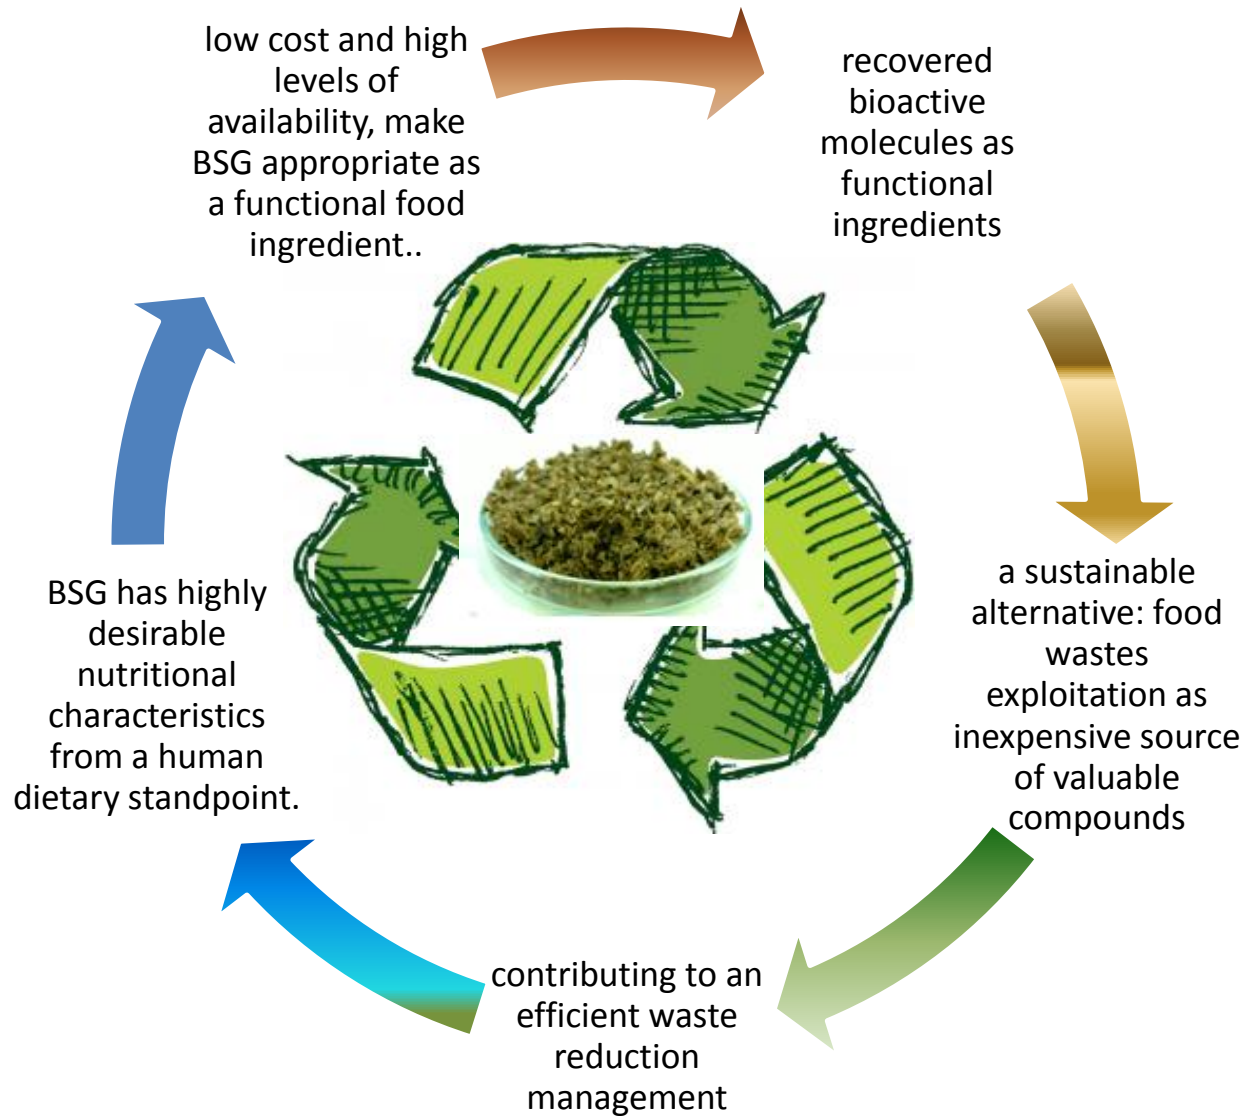 low cost and high
levels of
availability, make
BSG appropriate as
a functional food
ingredient..
recovered
bioactive
molecules as
functional
ingredients
a sustainable
alternative: food
wastes
exploitation as
inexpensive source
of valuable
compounds
contributing to an
efficient waste
reduction
management
BSG has highly
desirable
nutritional
characteristics
from a human
dietary standpoint.